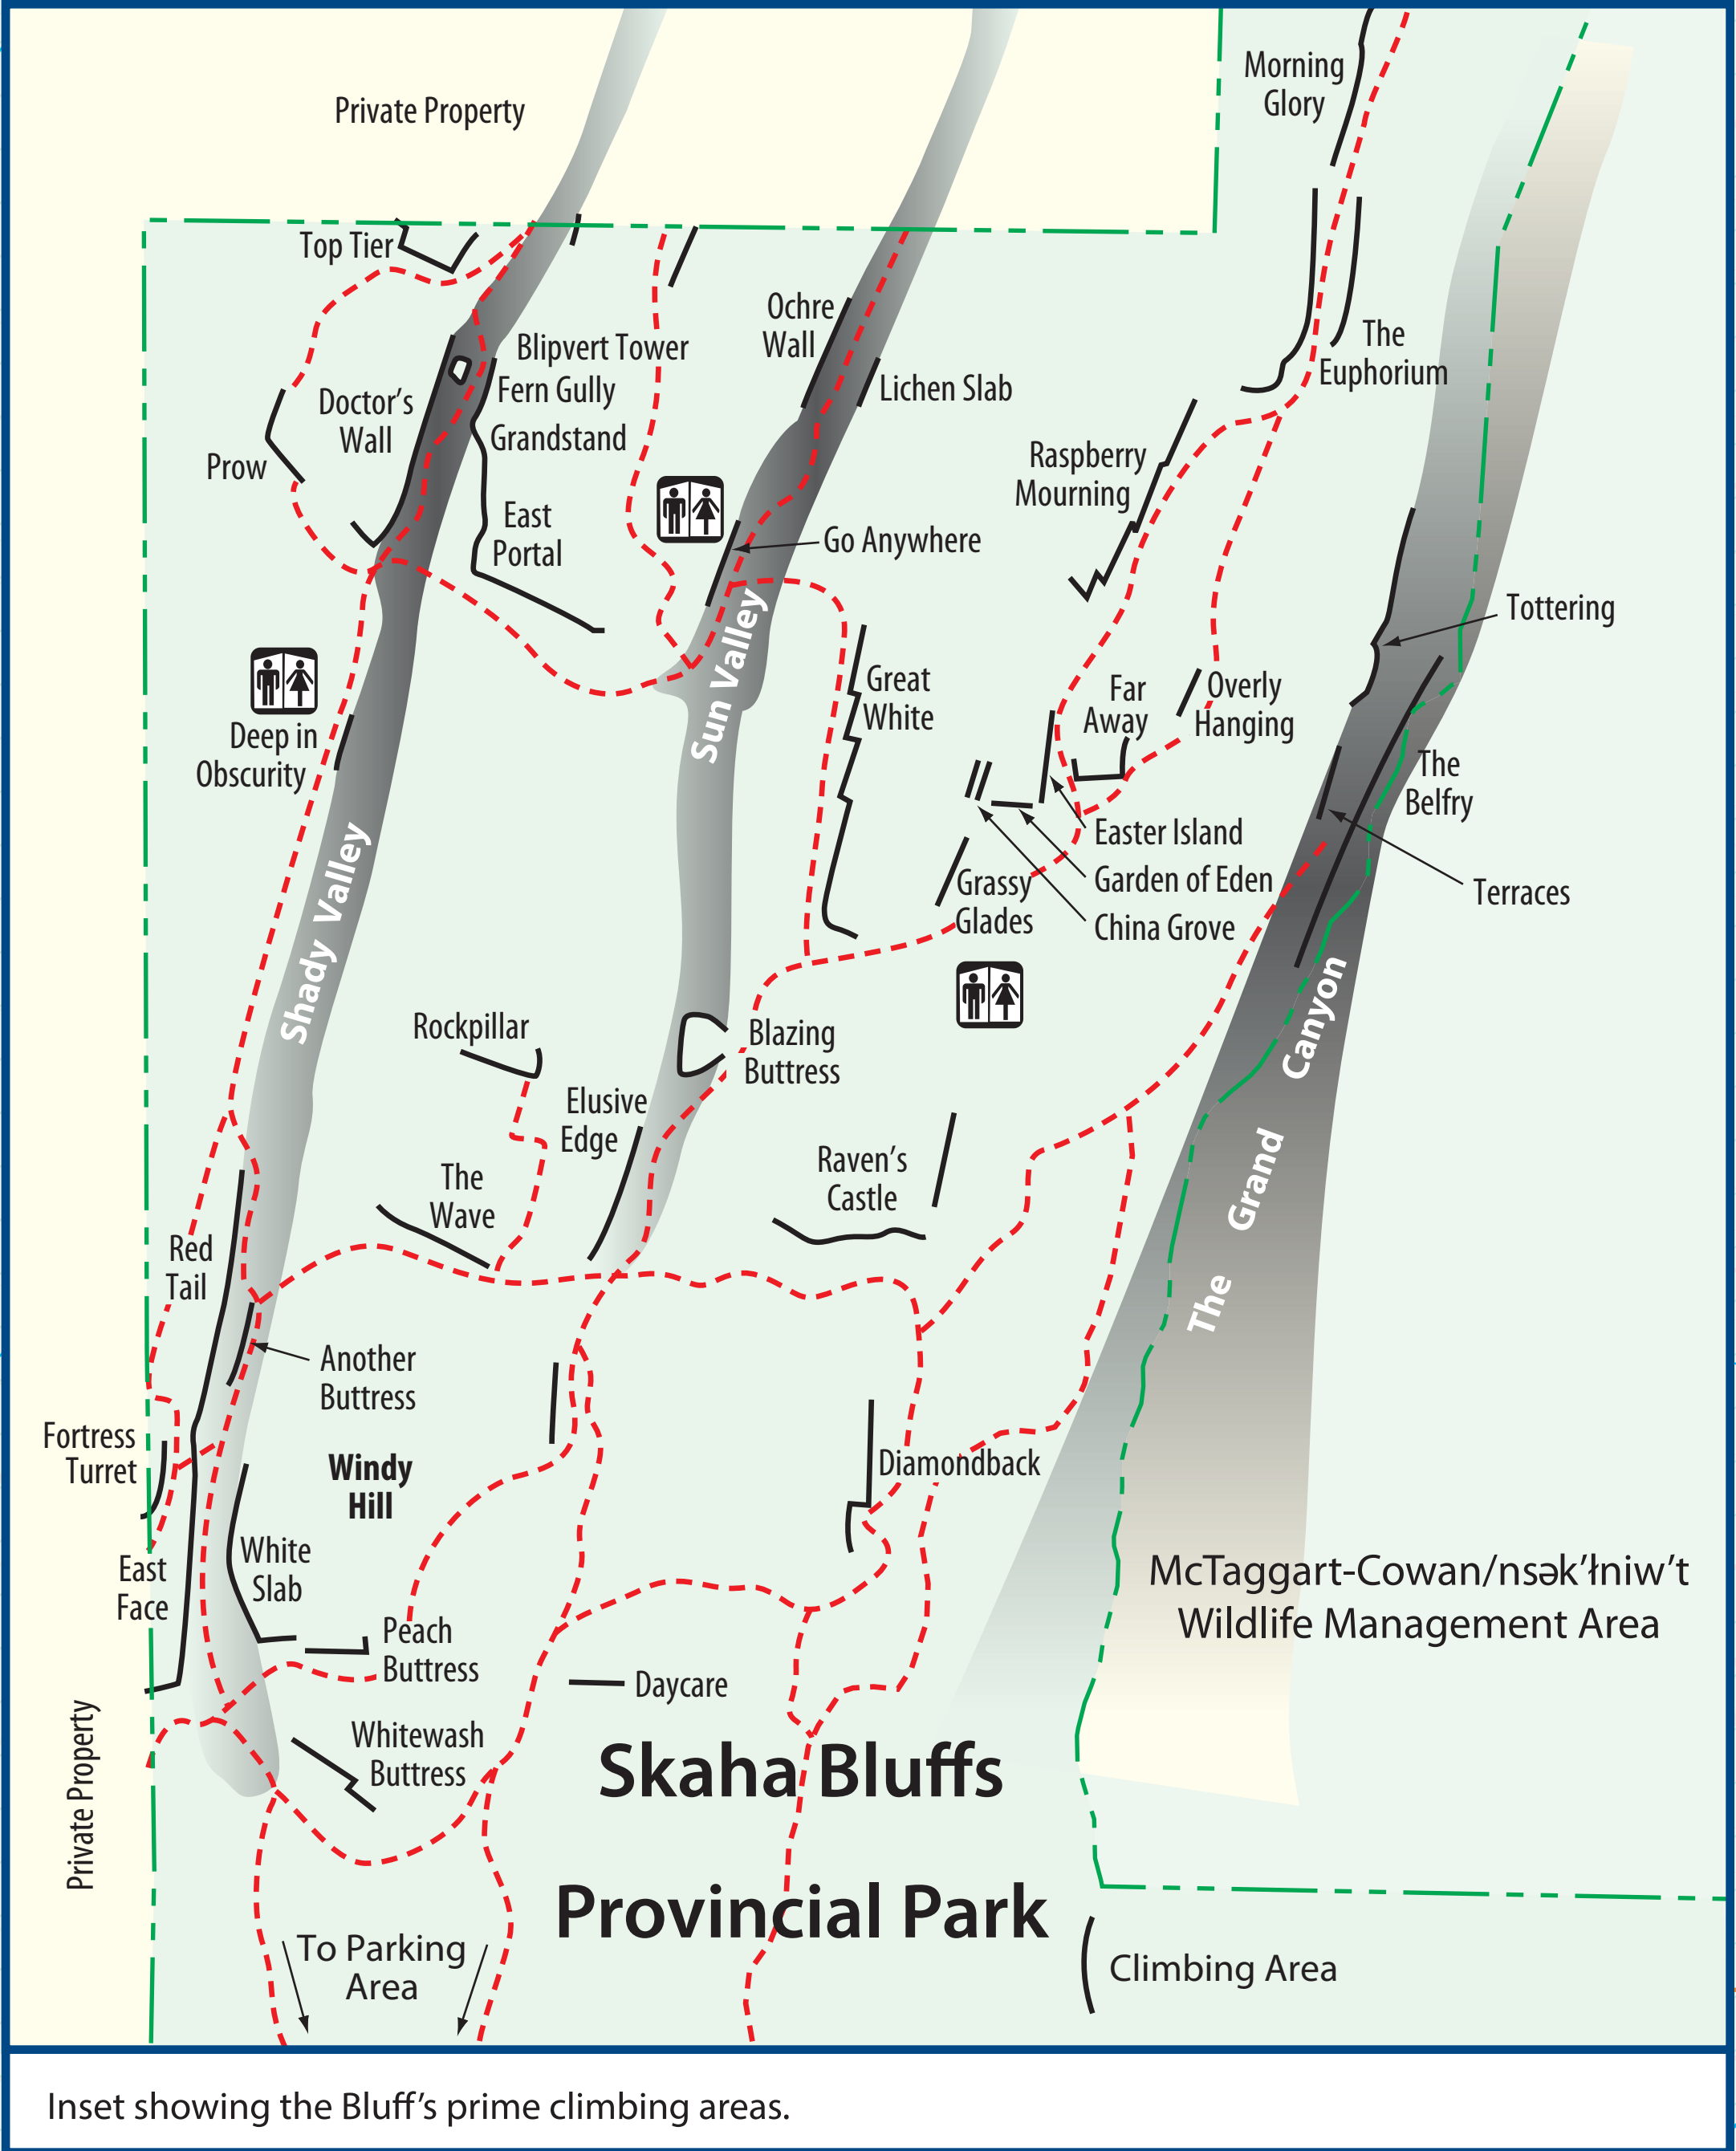 Morning
Glory
Private Property
Top Tier
Ochre
Wall
The
Euphorium
Blipvert Tower
Fern Gully
Lichen Slab
Doctor's
Wall
Grandstand
Prow
Raspberry
Mourning
East
Portal
Go Anywhere
Tottering
Sun Valley
Great
White
Far
Away
Overly
Hanging
Deep in
Obscurity
The
Belfry
Easter Island
Garden of Eden
China Grove
Grassy
Glades
Terraces
Shady Valley
Rockpillar
Blazing
Buttress
The Grand Canyon
Elusive
Edge
Raven's
Castle
The
Wave
Red
Tail
Another
Buttress
Fortress
Turret
Windy
Hill
Diamondback
White
Slab
East
Face
McTaggart-Cowan/nsək'łniw't
Wildlife Management Area
Peach
Buttress
Daycare
Private Property
Whitewash
Buttress
Skaha Bluffs
Provincial Park
To Parking
Area
Climbing Area
Inset showing the Bluff's prime climbing areas.